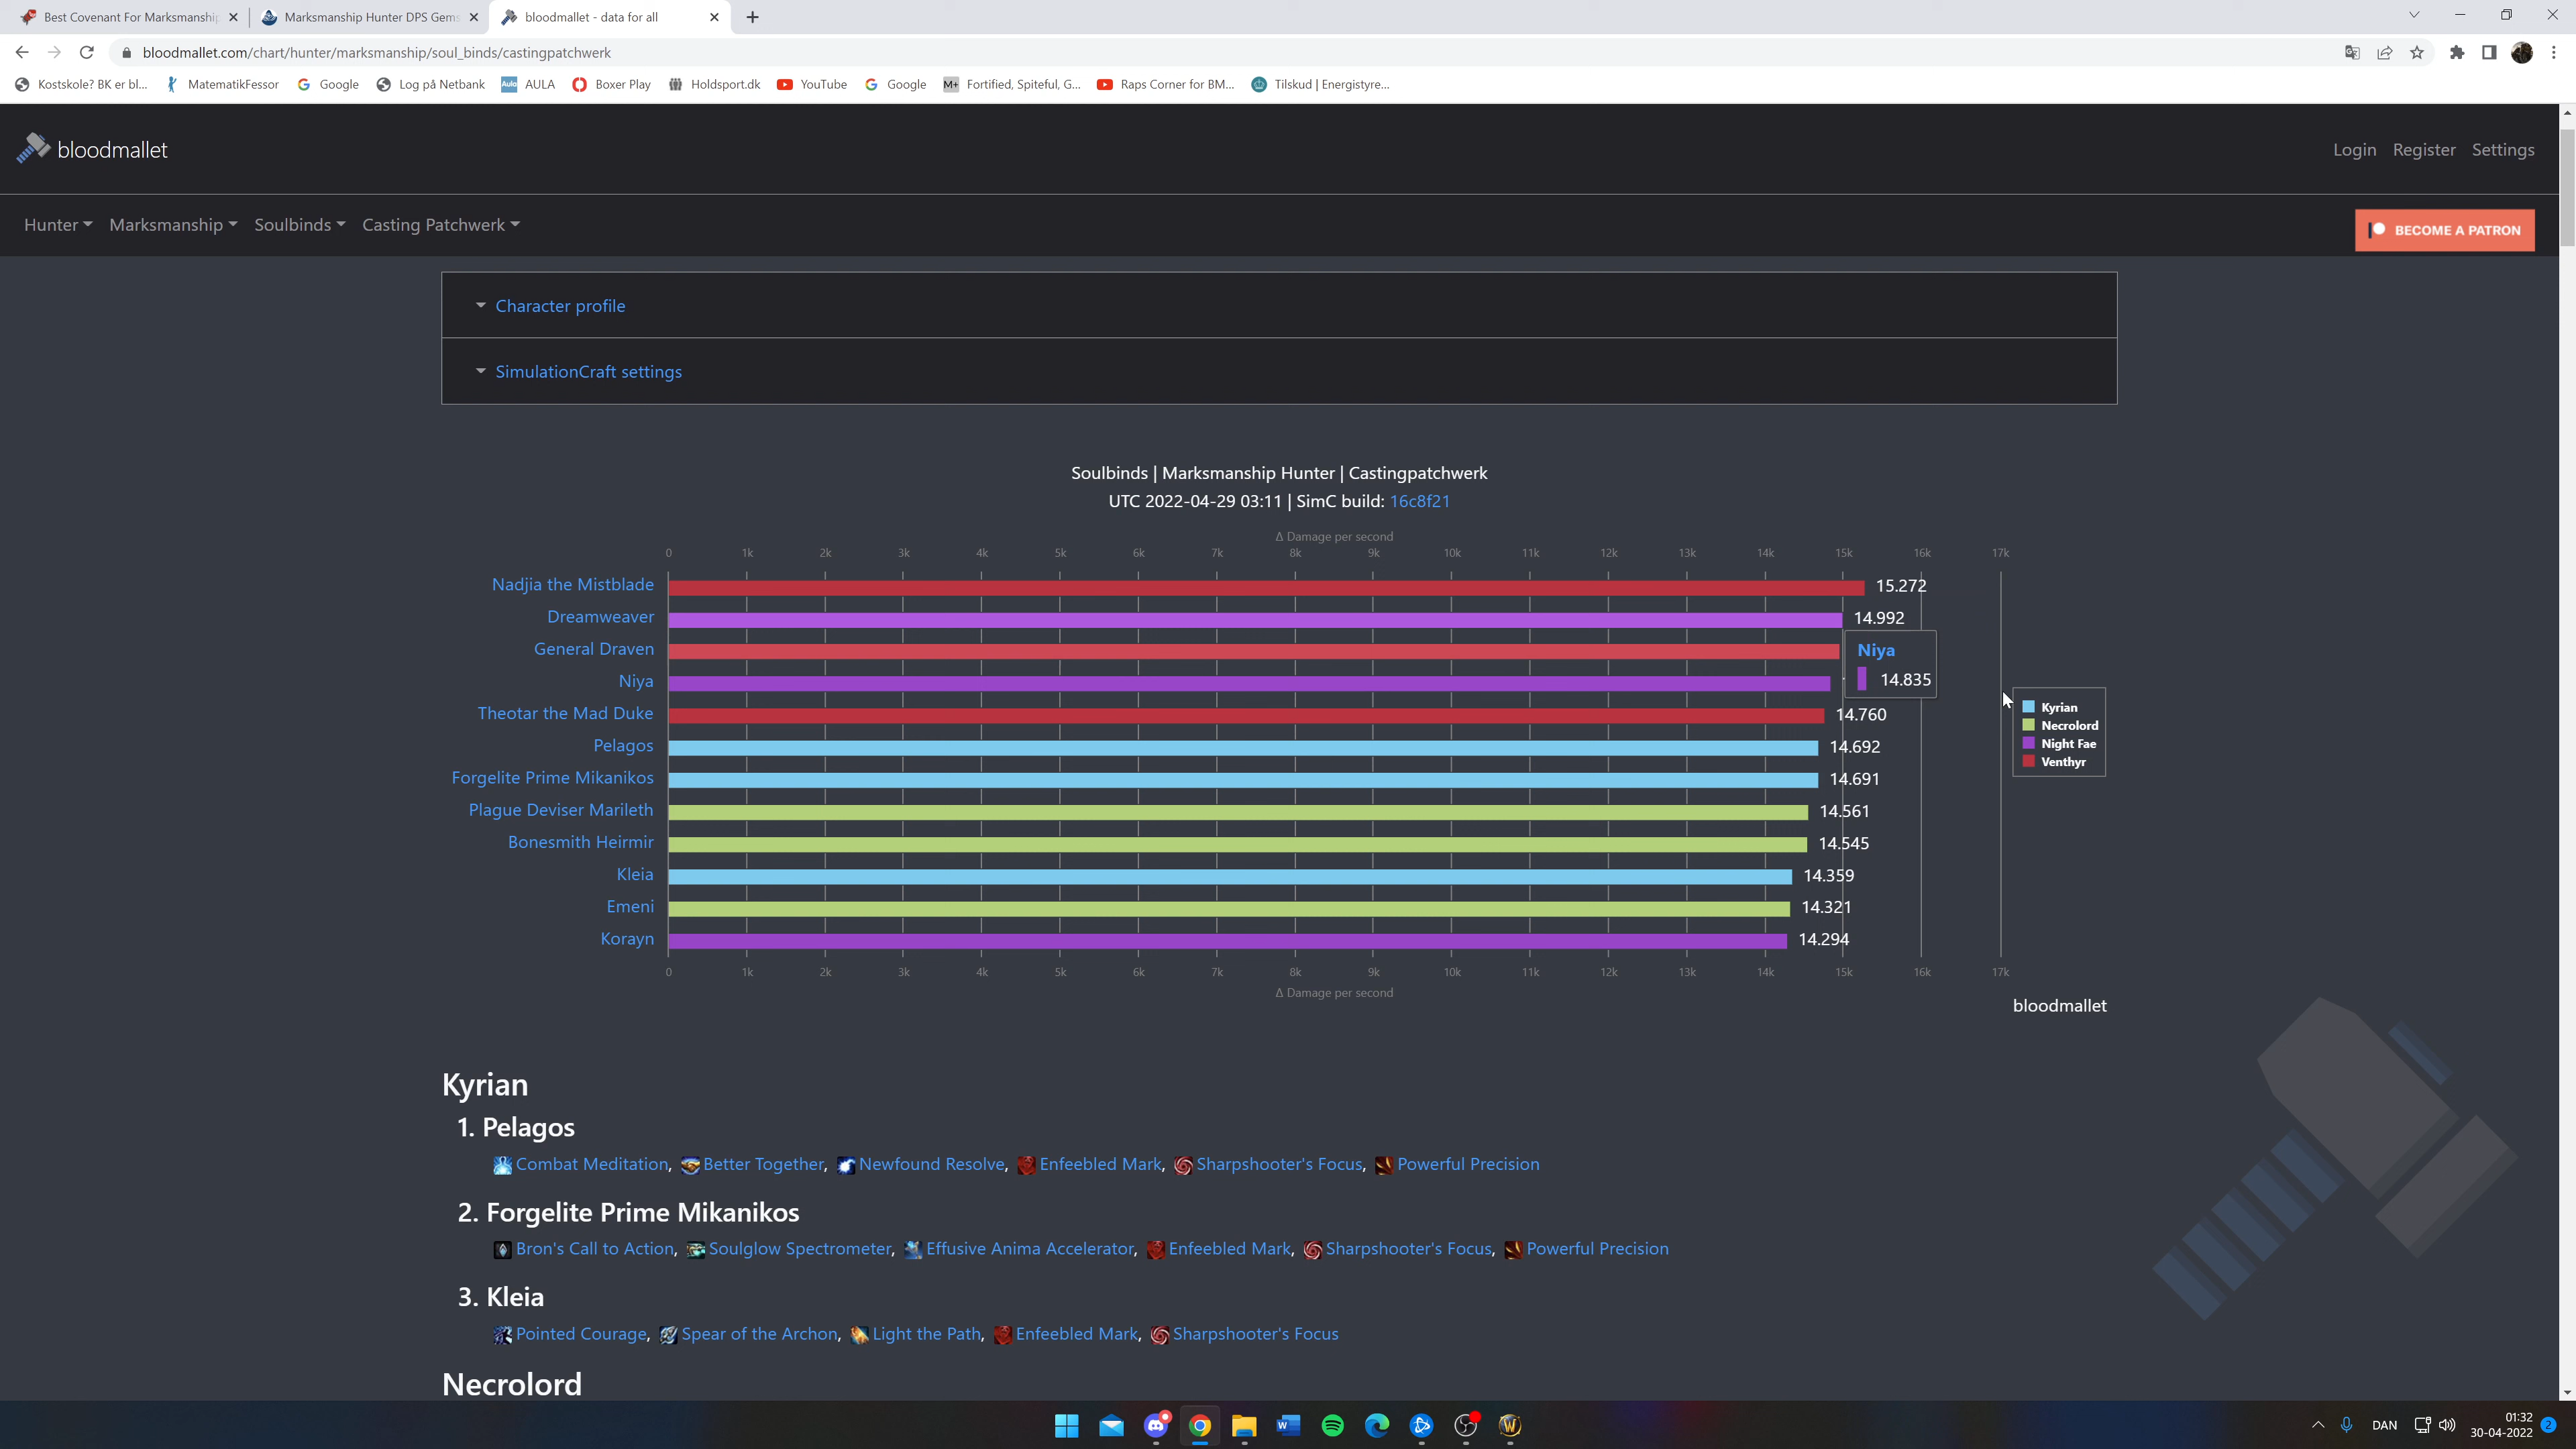 Best Covenant For Marksmanship
Marksmanship Hunter DPS Gems
bloodmallet - data for all
bloodmallet.com/chart/hunter/marksmanship/soul_binds/castingpatchwerk
Kostskole? BK er bl...
MatematikFessor
Google
Log på Netbank
Aula AULA
Boxer Play
Holdsport.dk
YouTube
Google
M+ Fortified, Spiteful, G...
Raps Corner for BM...
Tilskud | Energistyre...
bloodmallet
Login Register Settings
Hunter Marksmanship Soulbinds Casting Patchwerk
BECOME A PATRON
Character profile
SimulationCraft settings
Soulbinds | Marksmanship Hunter | Castingpatchwerk
UTC 2022-04-29 03:11 | SimC build: 16c8f21
Δ Damage per second
0 1k 2k 3k 4k 5k 6k 7k 8k 9k 10k 11k 12k 13k 14k 15k 16k 17k
Nadjia the Mistblade 15.272
Dreamweaver 14.992
General Draven
Niya
Niya
14.835
Theotar the Mad Duke 14.760
Pelagos 14.692
Forgelite Prime Mikanikos 14.691
Plague Deviser Marileth 14.561
Bonesmith Heirmir 14.545
Kleia 14.359
Emeni 14.321
Korayn 14.294
Kyrian
Necrolord
Night Fae
Venthyr
0 1k 2k 3k 4k 5k 6k 7k 8k 9k 10k 11k 12k 13k 14k 15k 16k 17k
Δ Damage per second
bloodmallet
Kyrian
1. Pelagos
Combat Meditation, Better Together, Newfound Resolve, Enfeebled Mark, Sharpshooter's Focus, Powerful Precision
2. Forgelite Prime Mikanikos
Bron's Call to Action, Soulglow Spectrometer, Effusive Anima Accelerator, Enfeebled Mark, Sharpshooter's Focus, Powerful Precision
3. Kleia
Pointed Courage, Spear of the Archon, Light the Path, Enfeebled Mark, Sharpshooter's Focus
Necrolord
DAN
01:32
30-04-2022
2